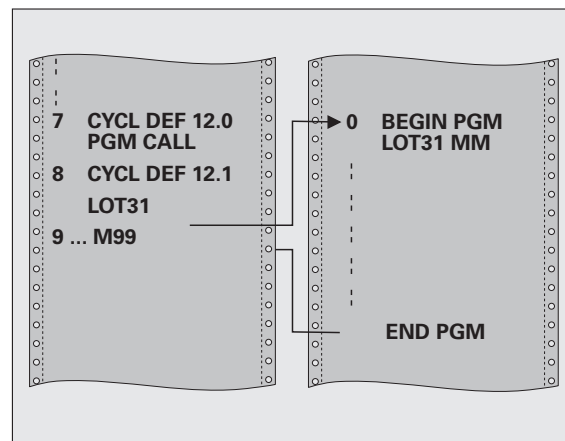 7 CYCL DEF 12.0
PGM CALL
8 CYCL DEF 12.1
LOT31
9 ... M99
0 BEGIN PGM
LOT31 MM
END PGM